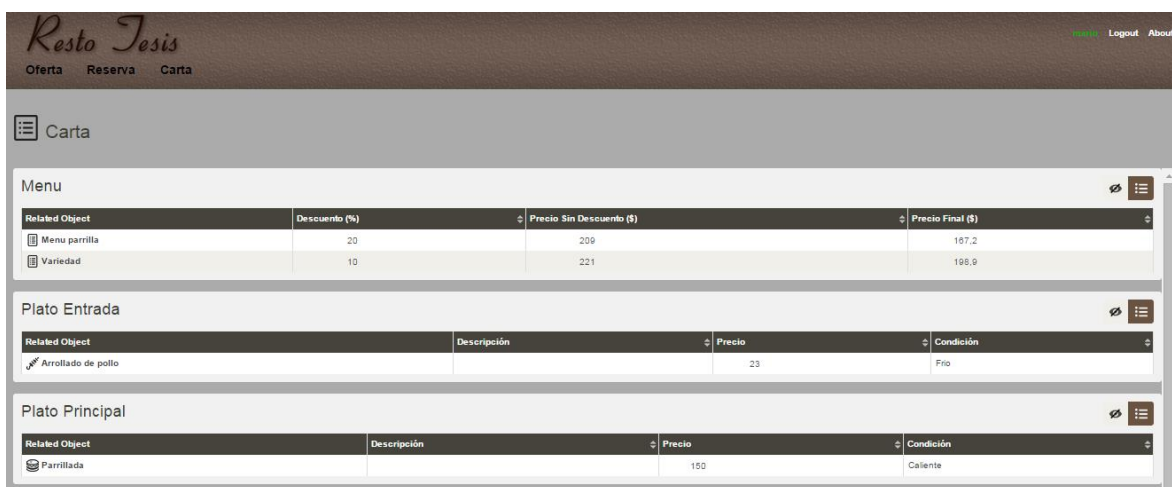 Resto Tesis
Logout About
Oferta Reserva Carta
Carta
Menu
Related Object Descuento (%) Precio Sin Descuento ($) Precio Final ($)
Menu parrilla 20 209 167,2
Variedad 10 221 198,9
Plato Entrada
Related Object Descripción Precio Condición
Arrollado de pollo 23 Frio
Plato Principal
Related Object Descripción Precio Condición
Parrillada 150 Caliente